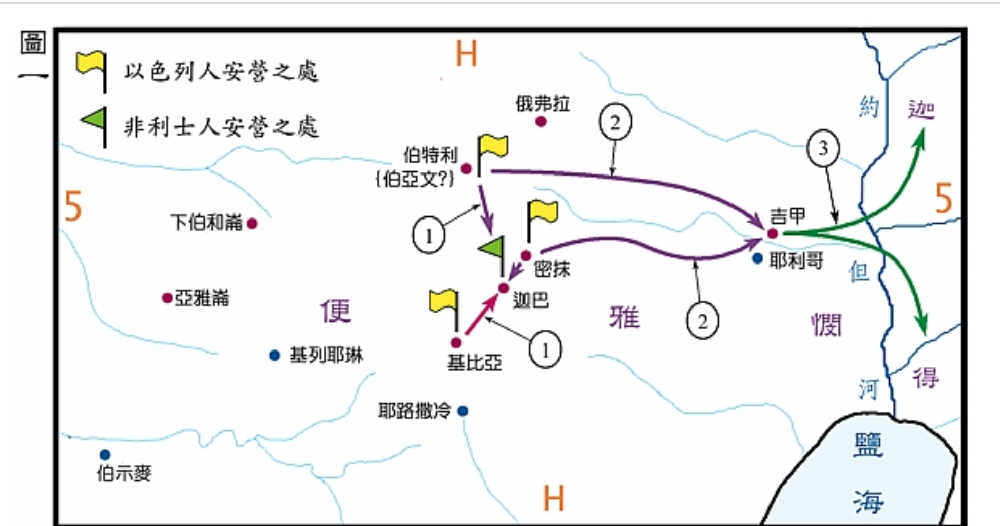 圖一
以色列人安營之處
非利士人安營之處
H
俄弗拉
2
約
迦
3
伯特利
(伯亞文?)
5
5
下伯和崙
1
吉甲
耶利哥
密抹
但
亞雅崙
便
迦巴
雅
憫
2
基列耶琳
基比亞
1
河
得
耶路撒冷
鹽
伯示麥
H
海